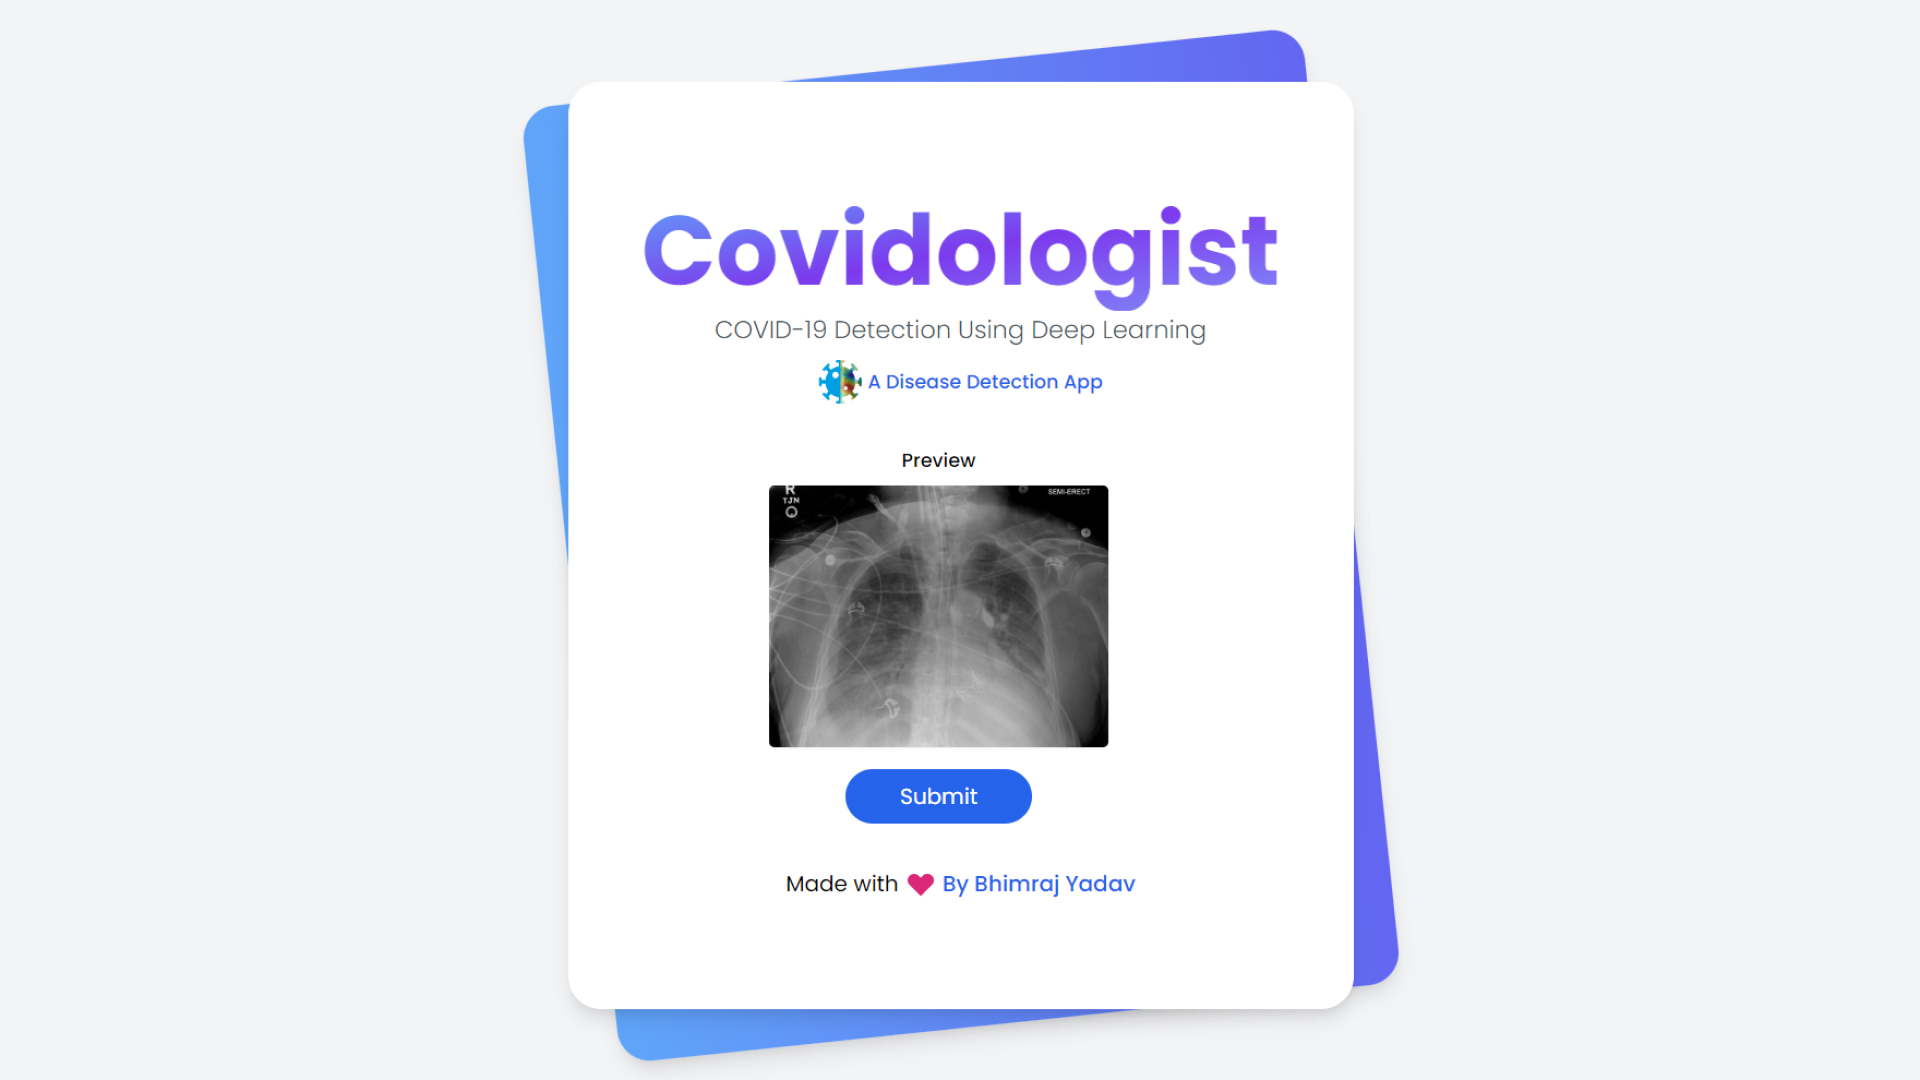 Covidologist
COVID-19 Detection Using Deep Learning
A Disease Detection App
Preview
R
TJN
SEMI-ERECT
Submit
Made with By Bhimraj Yadav